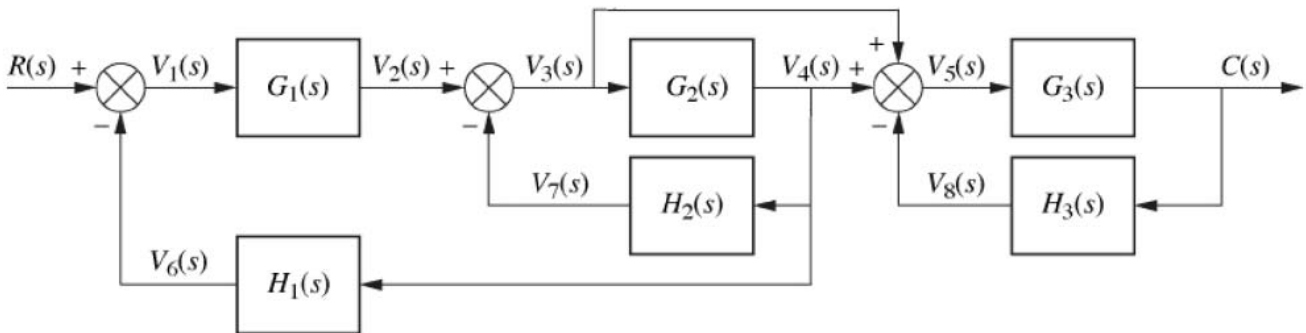 +
R(s) + V₁(s) G₁(s) V₂(s) + V₃(s) G₂(s) V₄(s) + V₅(s) G₃(s) C(s)
− − −
V₇(s) H₂(s) V₈(s) H₃(s)
V₆(s) H₁(s)